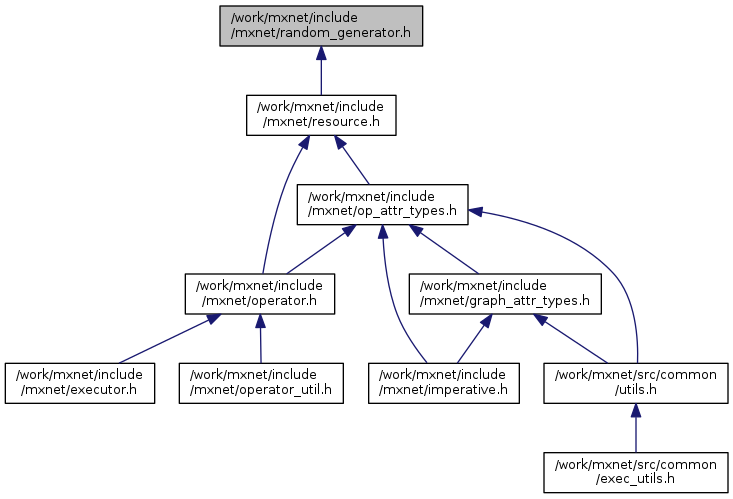 /work/mxnet/include
/mxnet/random_generator.h
/work/mxnet/include
/mxnet/resource.h
/work/mxnet/include
/mxnet/op_attr_types.h
/work/mxnet/include
/mxnet/operator.h
/work/mxnet/include
/mxnet/graph_attr_types.h
/work/mxnet/include
/mxnet/executor.h
/work/mxnet/include
/mxnet/operator_util.h
/work/mxnet/include
/mxnet/imperative.h
/work/mxnet/src/common
/utils.h
/work/mxnet/src/common
/exec_utils.h